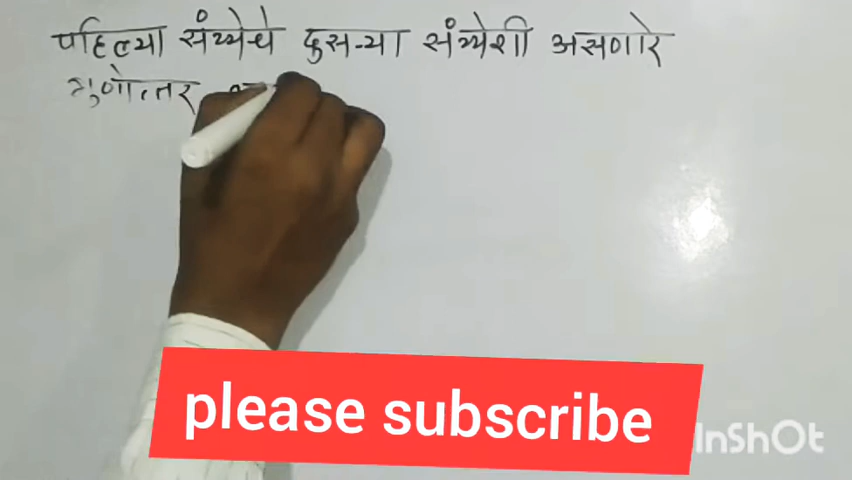 पहिल्या संख्येचे दुसऱ्या संख्येशी असणारे
गुणोत्तर
please subscribe
InShOt